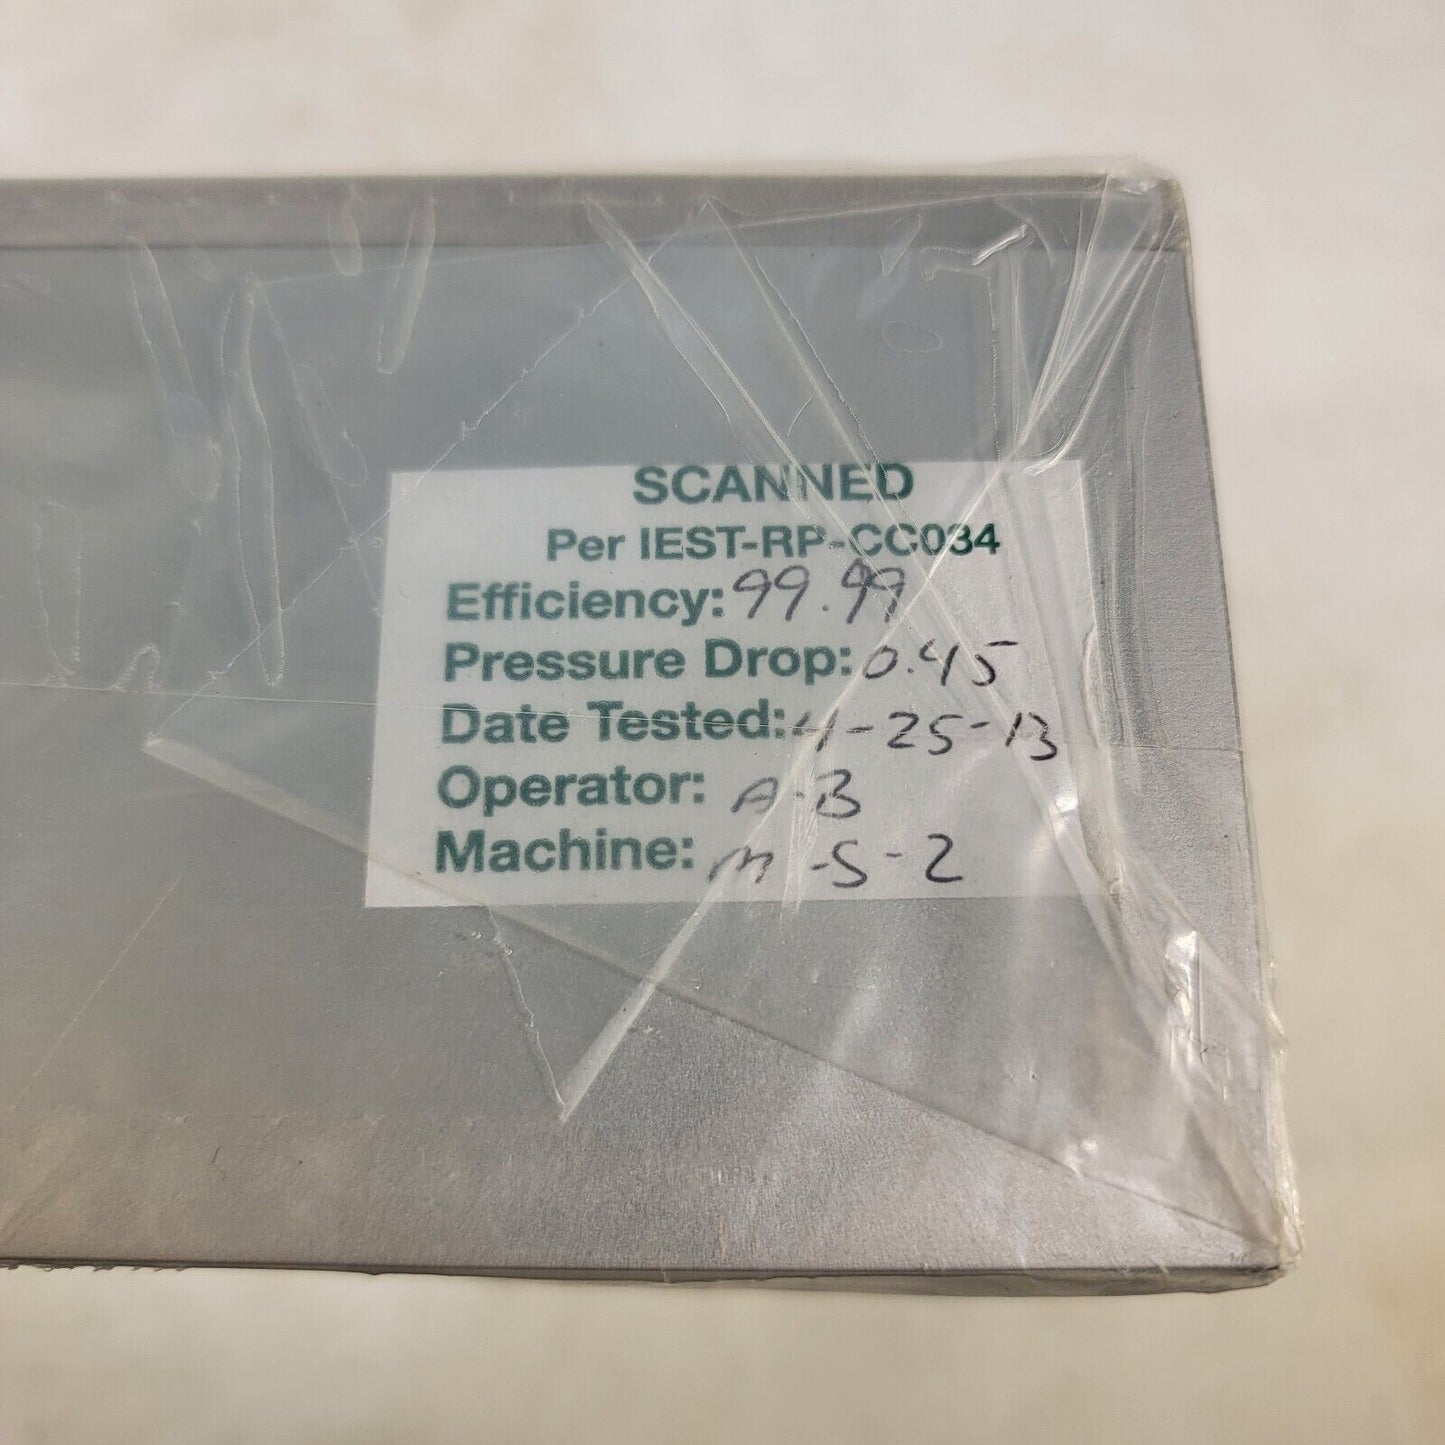 SCANNED
Per IEST-RP-CC034
Efficiency: 99.99
Pressure Drop: 0.45
Date Tested: 4-25-13
Operator: A-B
Machine: M-S-2